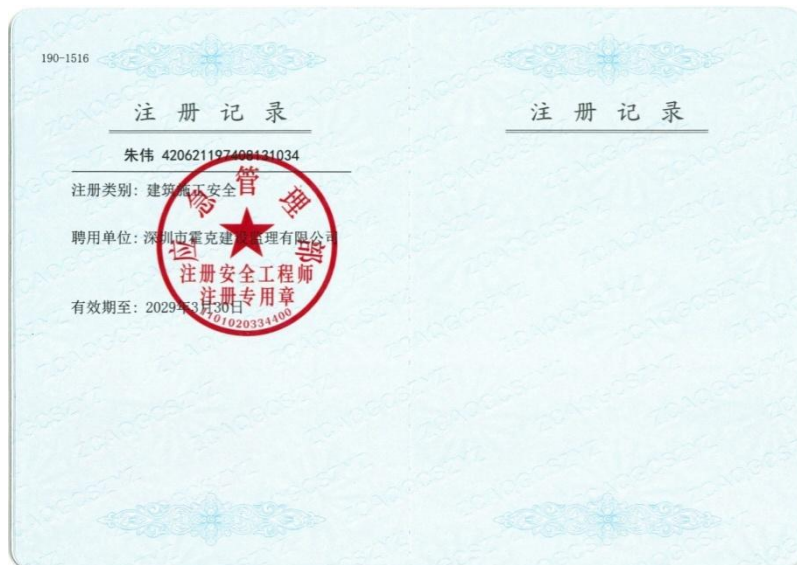 190-1516
注册记录
朱伟 420621197408131034
注册类别：建筑施工安全
聘用单位：深圳市霍克建设监理有限公司
有效期至：2029年3月30日
应急管理部
注册安全工程师
注册专用章
1101020334400
注册记录